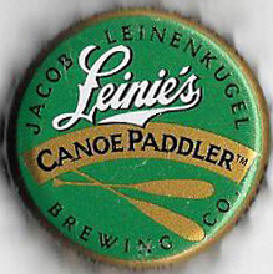 JACOB LEINENKUGEL
Leinie's
CANOE PADDLER™
BREWING CO.